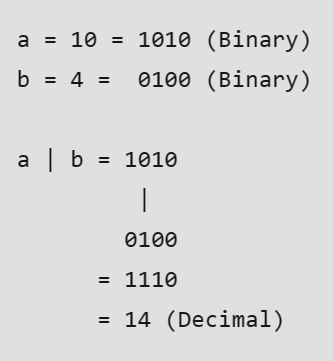 a = 10 = 1010 (Binary)
b = 4 =  0100 (Binary)
a | b = 1010
|
0100
= 1110
= 14 (Decimal)